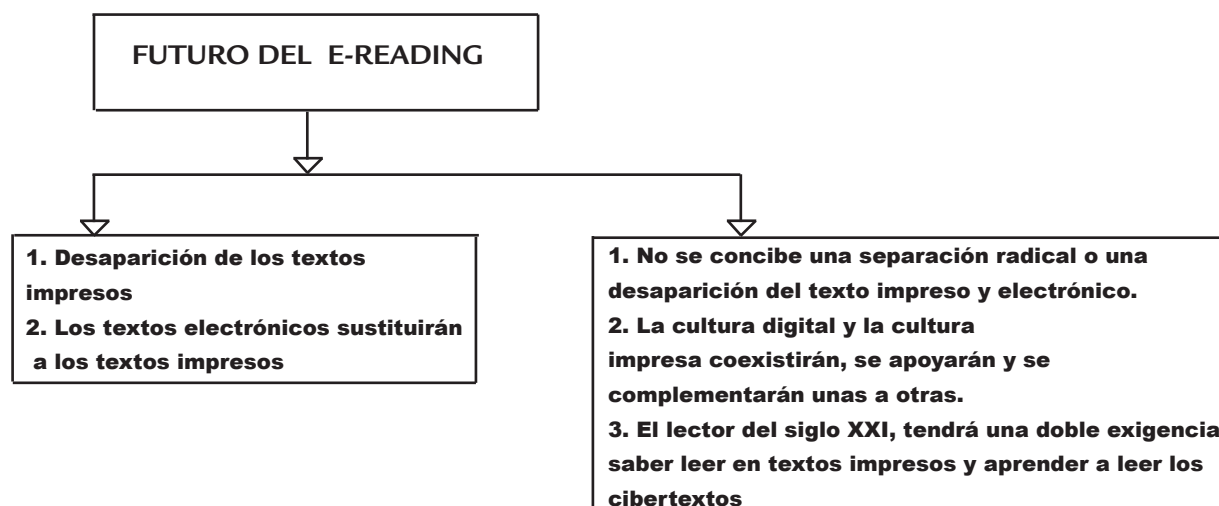 FUTURO DEL E-READING
1. Desaparición de los textos
impresos
2. Los textos electrónicos sustituirán
a los textos impresos
1. No se concibe una separación radical o una
desaparición del texto impreso y electrónico.
2. La cultura digital y la cultura
impresa coexistirán, se apoyarán y se
complementarán unas a otras.
3. El lector del siglo XXI, tendrá una doble exigencia
saber leer en textos impresos y aprender a leer los
cibertextos